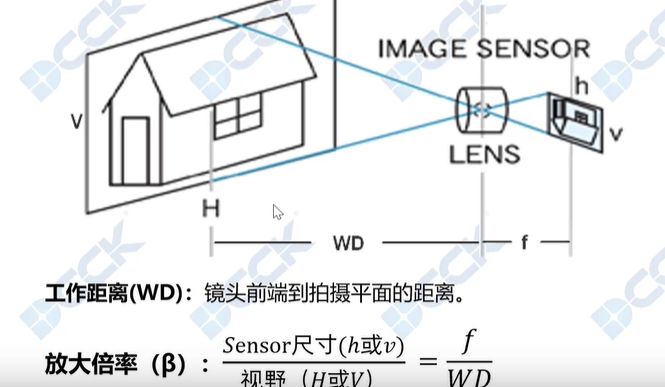 DCCK
IMAGE SENSOR
h
V
v
LENS
H
WD
f
工作距离(WD)：镜头前端到拍摄平面的距离。
放大倍率（β）: Sensor尺寸(h或v) / 视野（H或V） = f / WD